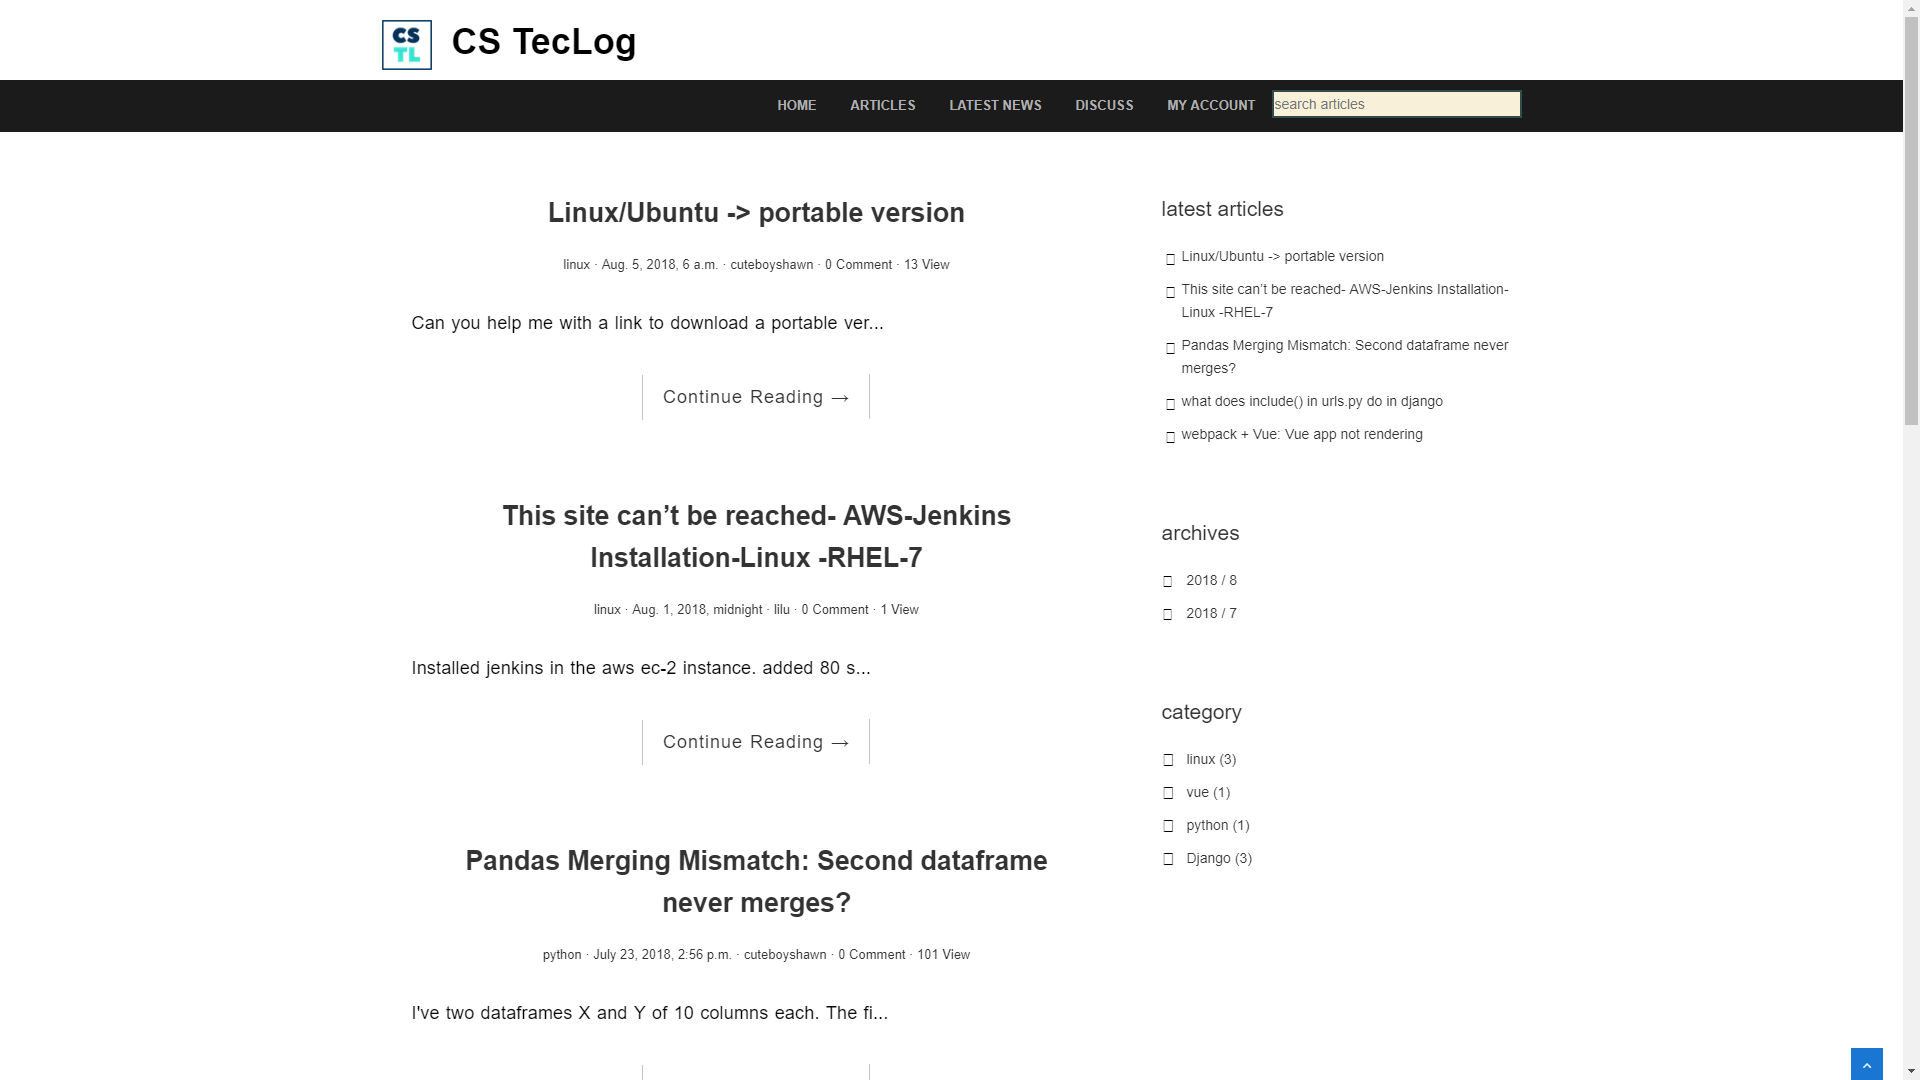 CS
TL
CS TecLog
HOME ARTICLES LATEST NEWS DISCUSS MY ACCOUNT search articles
Linux/Ubuntu -> portable version
linux · Aug. 5, 2018, 6 a.m. · cuteboyshawn · 0 Comment · 13 View
Can you help me with a link to download a portable ver...
Continue Reading →
This site can’t be reached- AWS-Jenkins
Installation-Linux -RHEL-7
linux · Aug. 1, 2018, midnight · lilu · 0 Comment · 1 View
Installed jenkins in the aws ec-2 instance. added 80 s...
Continue Reading →
Pandas Merging Mismatch: Second dataframe
never merges?
python · July 23, 2018, 2:56 p.m. · cuteboyshawn · 0 Comment · 101 View
I've two dataframes X and Y of 10 columns each. The fi...
latest articles
Linux/Ubuntu -> portable version
This site can’t be reached- AWS-Jenkins Installation-
Linux -RHEL-7
Pandas Merging Mismatch: Second dataframe never
merges?
what does include() in urls.py do in django
webpack + Vue: Vue app not rendering
archives
2018 / 8
2018 / 7
category
linux (3)
vue (1)
python (1)
Django (3)